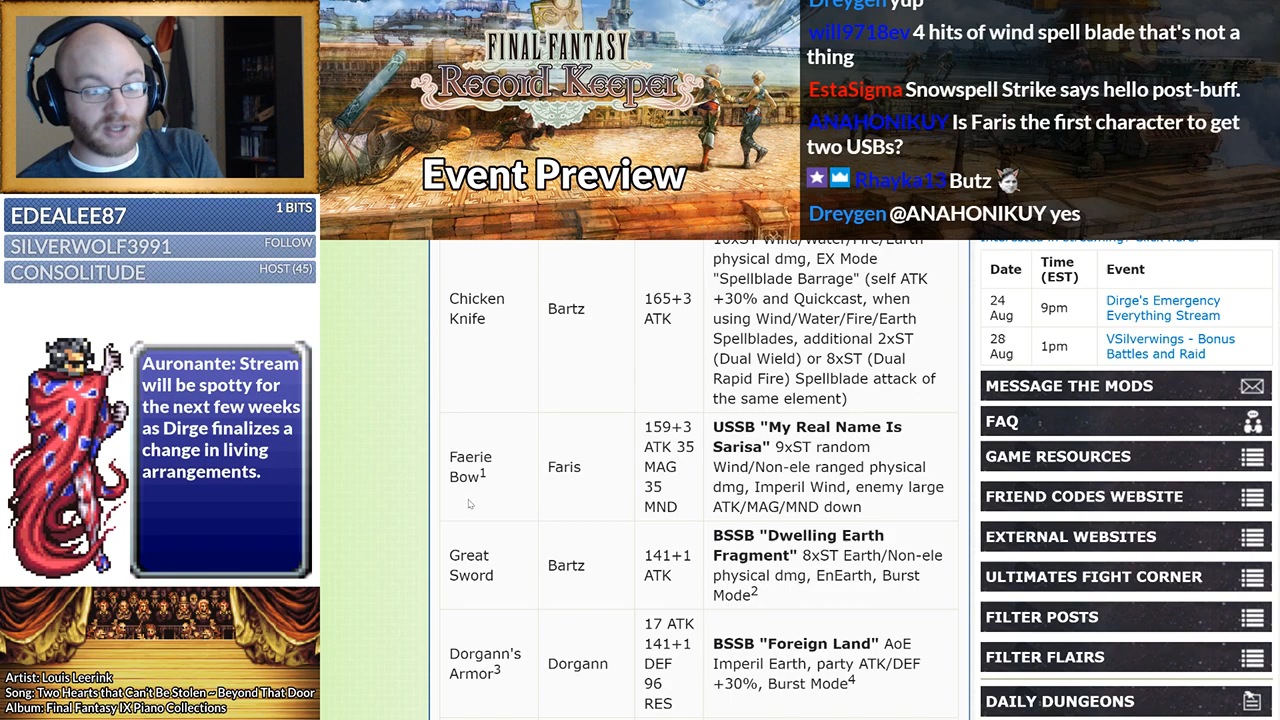 FINAL FANTASY
Record Keeper
Event Preview
Dreygen yup
will9718ev 4 hits of wind spell blade that's not a
thing
EstaSigma Snowspell Strike says hello post-buff.
ANAHONIKUY Is Faris the first character to get
two USBs?
Rhayka13 Butz
Dreygen @ANAHONIKUY yes
EDEALEE87 1 BITS
SILVERWOLF3991 FOLLOW
CONSOLITUDE HOST (45)
Auronante: Stream
will be spotty for
the next few weeks
as Dirge finalizes a
change in living
arrangements.
Artist: Louis Leerink
Song: Two Hearts that Can't Be Stolen ~ Beyond That Door
Album: Final Fantasy IX Piano Collections
Chicken
Knife
Bartz
165+3
ATK
10xST Wind/Water/Fire/Earth
physical dmg, EX Mode
"Spellblade Barrage" (self ATK
+30% and Quickcast, when
using Wind/Water/Fire/Earth
Spellblades, additional 2xST
(Dual Wield) or 8xST (Dual
Rapid Fire) Spellblade attack of
the same element)
Faerie
Bow1
Faris
159+3
ATK 35
MAG
35
MND
USSB "My Real Name Is
Sarisa" 9xST random
Wind/Non-ele ranged physical
dmg, Imperil Wind, enemy large
ATK/MAG/MND down
Great
Sword
Bartz
141+1
ATK
BSSB "Dwelling Earth
Fragment" 8xST Earth/Non-ele
physical dmg, EnEarth, Burst
Mode2
Dorgann's
Armor3
Dorgann
17 ATK
141+1
DEF
96
RES
BSSB "Foreign Land" AoE
Imperil Earth, party ATK/DEF
+30%, Burst Mode4
Interested in streaming? Click here!
Date Time (EST) Event
24 Aug 9pm Dirge's Emergency
Everything Stream
28 Aug 1pm VSilverwings - Bonus
Battles and Raid
MESSAGE THE MODS
FAQ
GAME RESOURCES
FRIEND CODES WEBSITE
EXTERNAL WEBSITES
ULTIMATES FIGHT CORNER
FILTER POSTS
FILTER FLAIRS
DAILY DUNGEONS